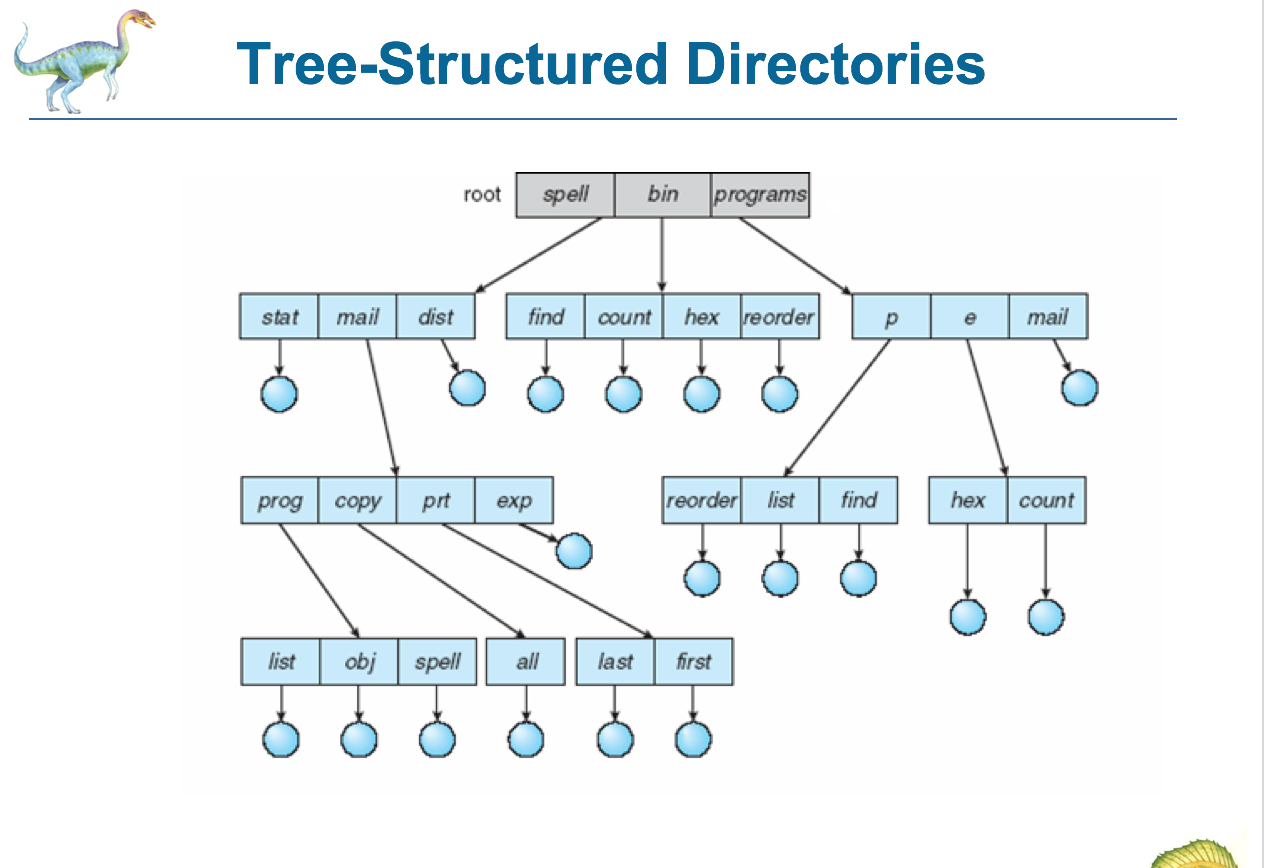 Tree-Structured Directories
root spell bin programs
stat mail dist find count hex reorder p e mail
prog copy prt exp reorder list find hex count
list obj spell all last first